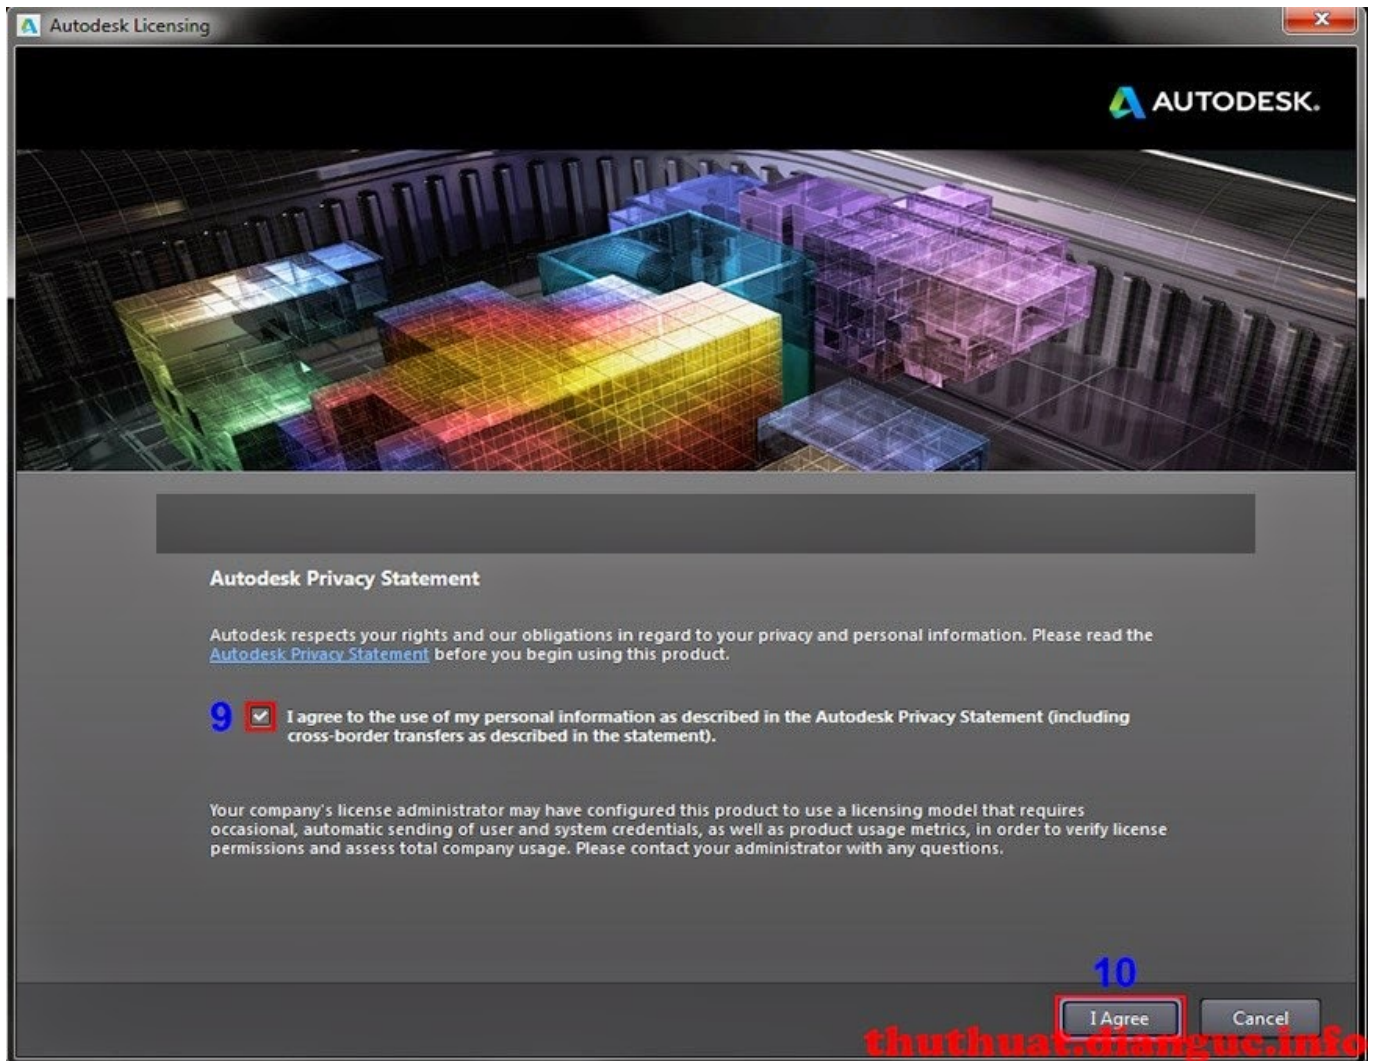 Autodesk Licensing
AUTODESK.
Autodesk Privacy Statement
Autodesk respects your rights and our obligations in regard to your privacy and personal information. Please read the
Autodesk Privacy Statement before you begin using this product.
9
I agree to the use of my personal information as described in the Autodesk Privacy Statement (including
cross-border transfers as described in the statement).
Your company's license administrator may have configured this product to use a licensing model that requires
occasional, automatic sending of user and system credentials, as well as product usage metrics, in order to verify license
permissions and assess total company usage. Please contact your administrator with any questions.
10
I Agree
Cancel
thuthuat.dianguc.info